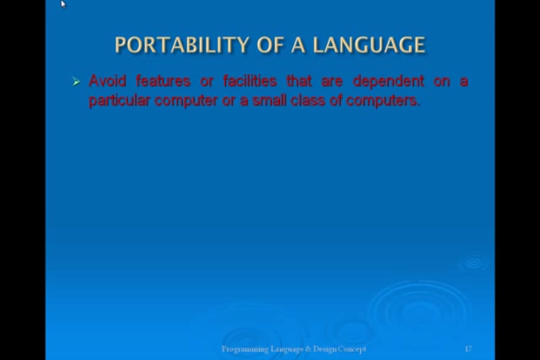 PORTABILITY OF A LANGUAGE
Avoid features or facilities that are dependent on a
particular computer or a small class of computers.
Programming Language & Design Concept 17